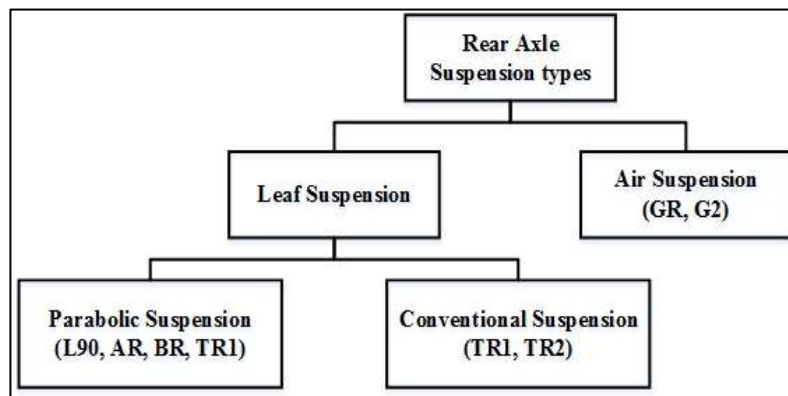 Rear Axle
Suspension types
Leaf Suspension
Air Suspension
(GR, G2)
Parabolic Suspension
(L90, AR, BR, TR1)
Conventional Suspension
(TR1, TR2)